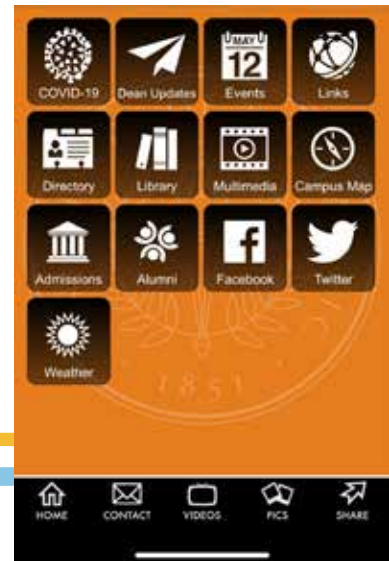 MAY
12
COVID-19 Dean Updates Events Links
Directory Library Multimedia Campus Map
Admissions Alumni Facebook Twitter
Weather
1851
HOME CONTACT VIDEOS PICS SHARE